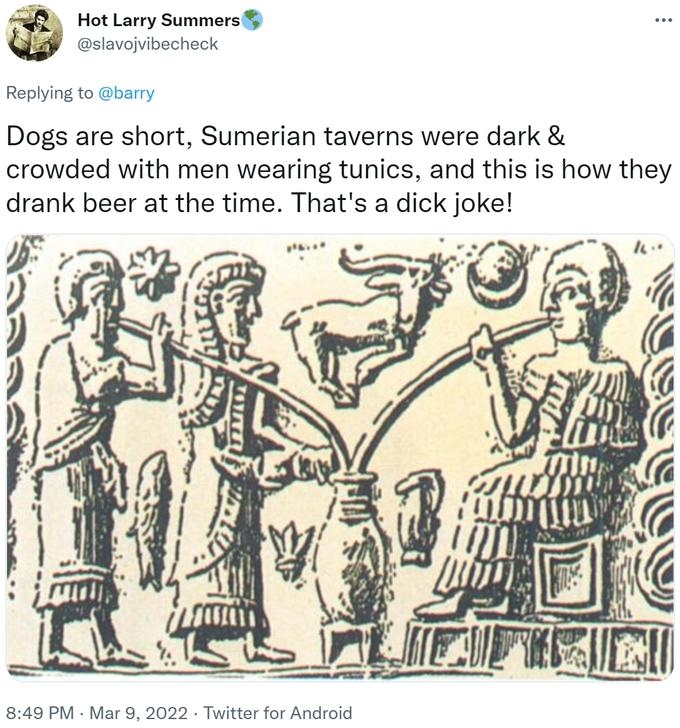 Hot Larry Summers🌎
@slavojvibecheck
Replying to @barry
Dogs are short, Sumerian taverns were dark &
crowded with men wearing tunics, and this is how they
drank beer at the time. That's a dick joke!
8:49 PM · Mar 9, 2022 · Twitter for Android